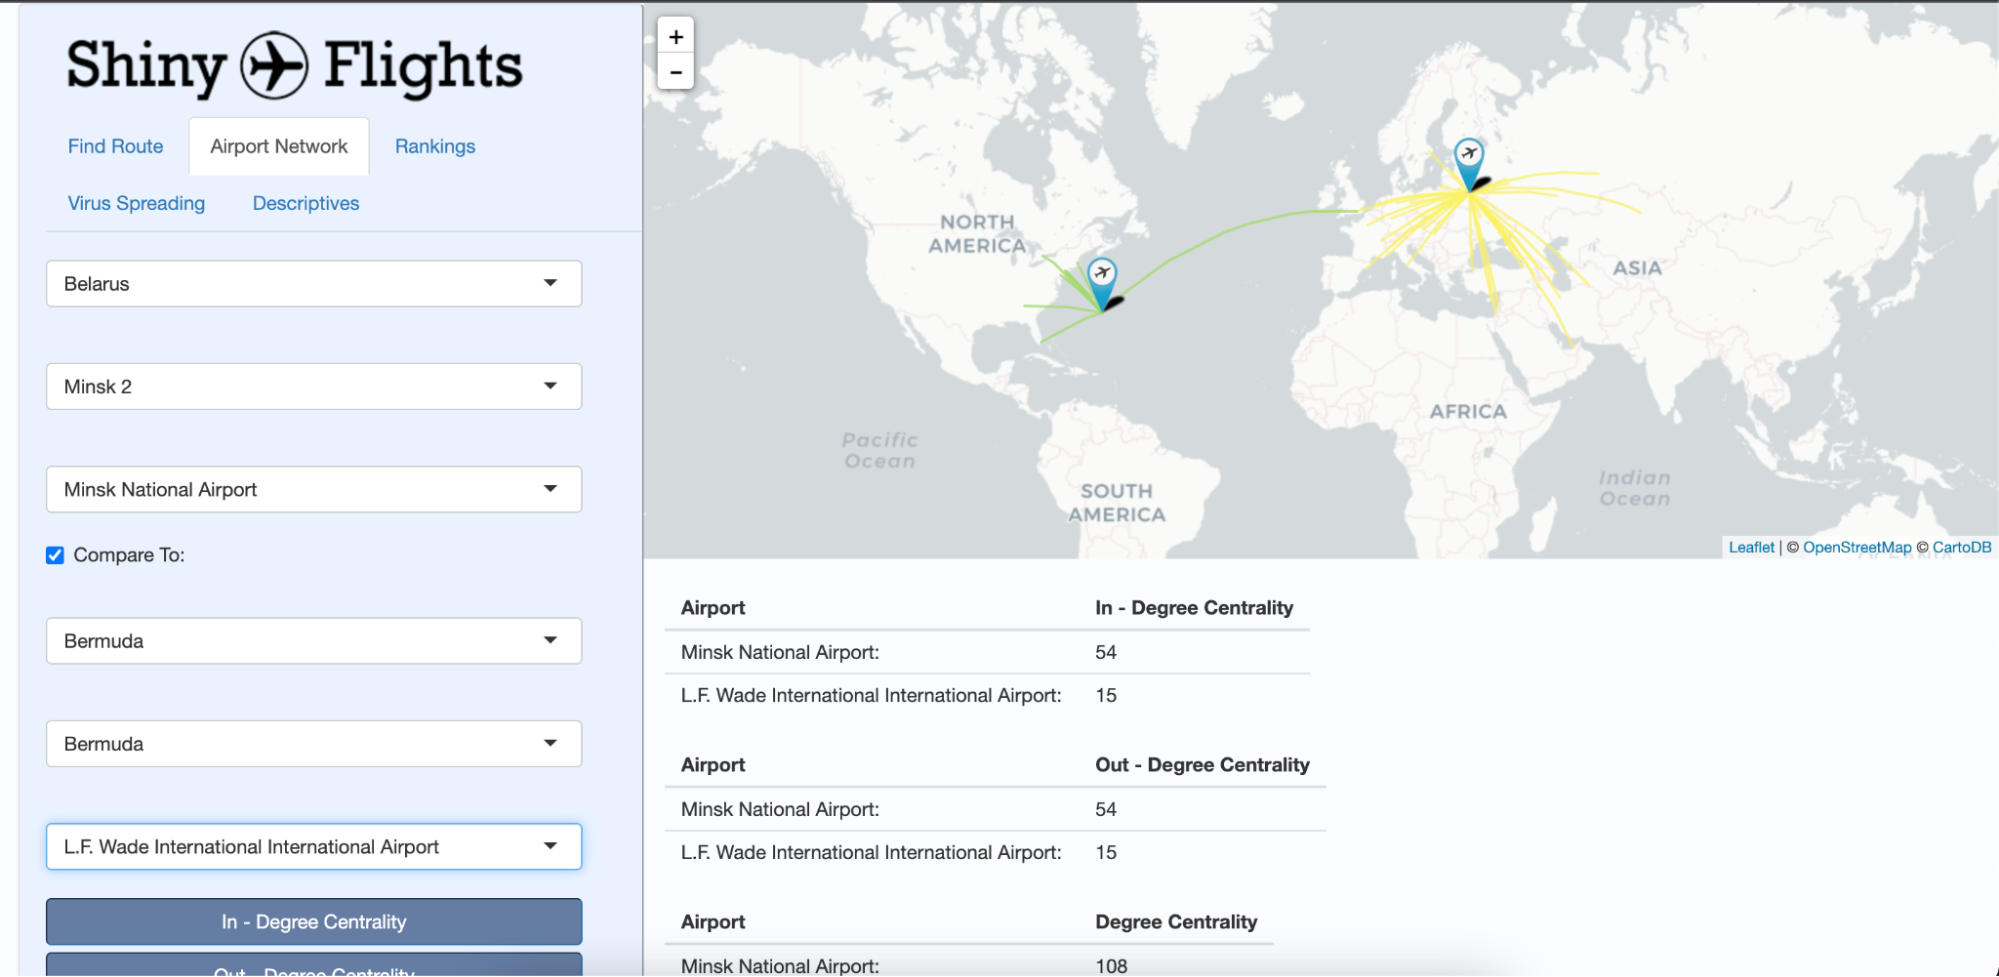 Shiny Flights
Find Route
Airport Network
Rankings
Virus Spreading
Descriptives
Belarus
Minsk 2
Minsk National Airport
Compare To:
Bermuda
Bermuda
L.F. Wade International International Airport
In - Degree Centrality
Out - Degree Centrality
+
−
NORTH
AMERICA
ASIA
AFRICA
Pacific
Ocean
SOUTH
AMERICA
Indian
Ocean
Leaflet | © OpenStreetMap © CartoDB
Airport In - Degree Centrality
Minsk National Airport: 54
L.F. Wade International International Airport: 15
Airport Out - Degree Centrality
Minsk National Airport: 54
L.F. Wade International International Airport: 15
Airport Degree Centrality
Minsk National Airport: 108